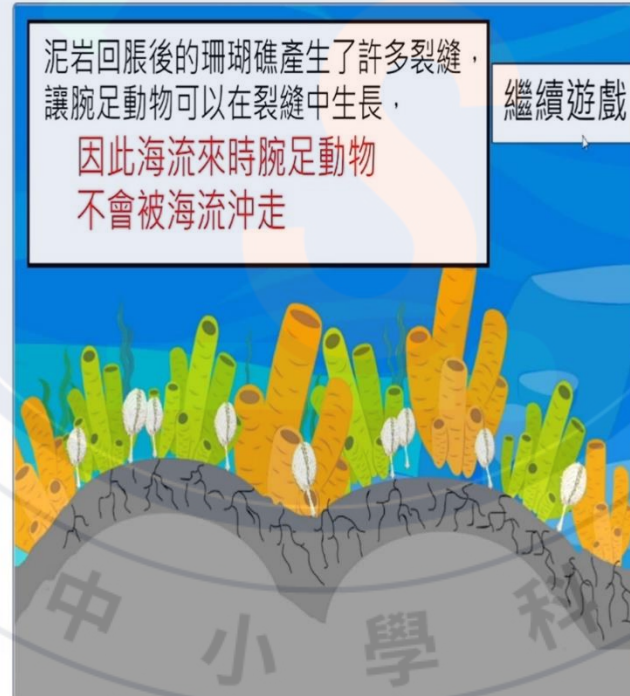 泥岩回脹後的珊瑚礁產生了許多裂縫，
讓腕足動物可以在裂縫中生長，
因此海流來時腕足動物
不會被海流沖走
繼續遊戲
中小學科